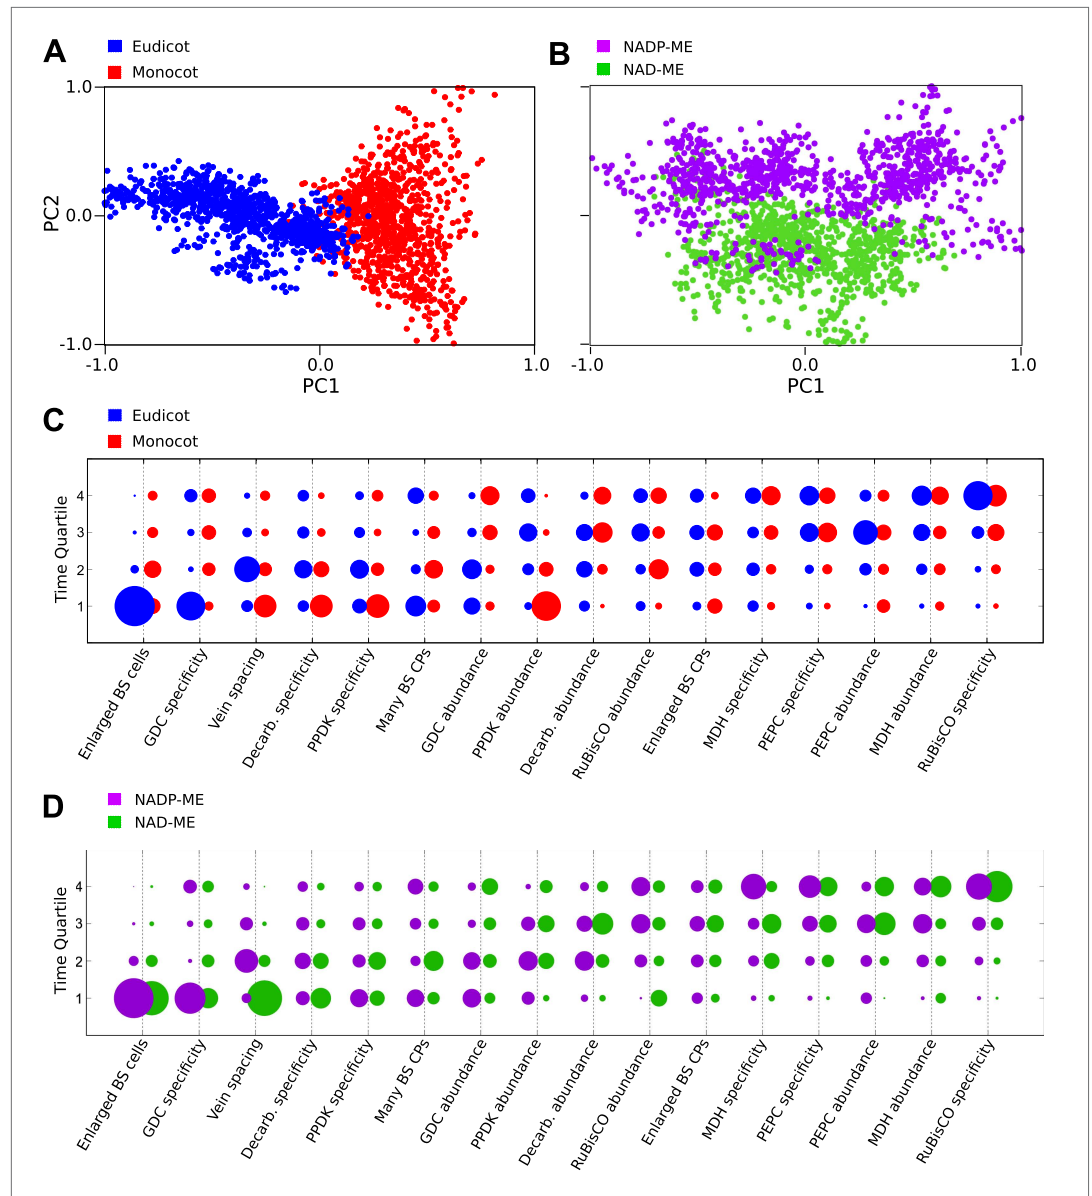 A
Eudicot
Monocot
1.0
0.0
-1.0
PC2
-1.0
0.0
1.0
PC1
B
NADP-ME
NAD-ME
-1.0
0.0
1.0
PC1
C
Eudicot
Monocot
Time Quartile
4
3
2
1
Enlarged BS cells
GDC specificity
Vein spacing
Decarb. specificity
PPDK specificity
Many BS CPs
GDC abundance
PPDK abundance
Decarb. abundance
RuBisCO abundance
Enlarged BS CPs
MDH specificity
PEPC specificity
PEPC abundance
MDH abundance
RuBisCO specificity
D
NADP-ME
NAD-ME
Time Quartile
4
3
2
1
Enlarged BS cells
GDC specificity
Vein spacing
Decarb. specificity
PPDK specificity
Many BS CPs
GDC abundance
PPDK abundance
Decarb. abundance
RuBisCO abundance
Enlarged BS CPs
MDH specificity
PEPC specificity
PEPC abundance
MDH abundance
RuBisCO specificity